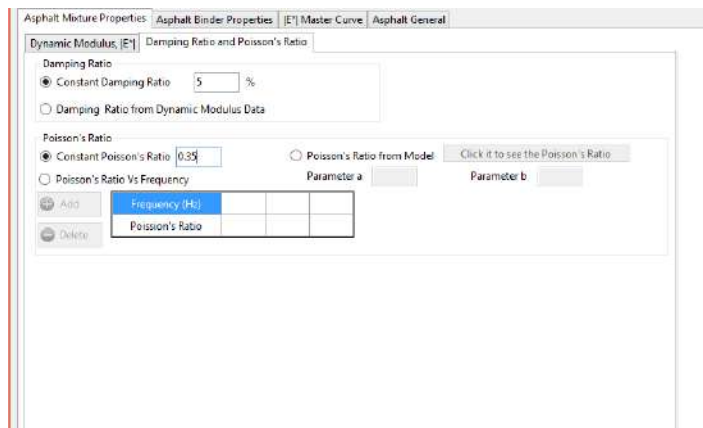 Asphalt Mixture Properties Asphalt Binder Properties |E*| Master Curve Asphalt General
Dynamic Modulus, |E*| Damping Ratio and Poisson's Ratio
Damping Ratio
Constant Damping Ratio 5 %
Damping Ratio from Dynamic Modulus Data
Poisson's Ratio
Constant Poisson's Ratio 0.35 Poisson's Ratio from Model Click it to see the Poisson's Ratio
Poisson's Ratio Vs Frequency Parameter a Parameter b
Add Frequency (Hz)
Delete Poission's Ratio